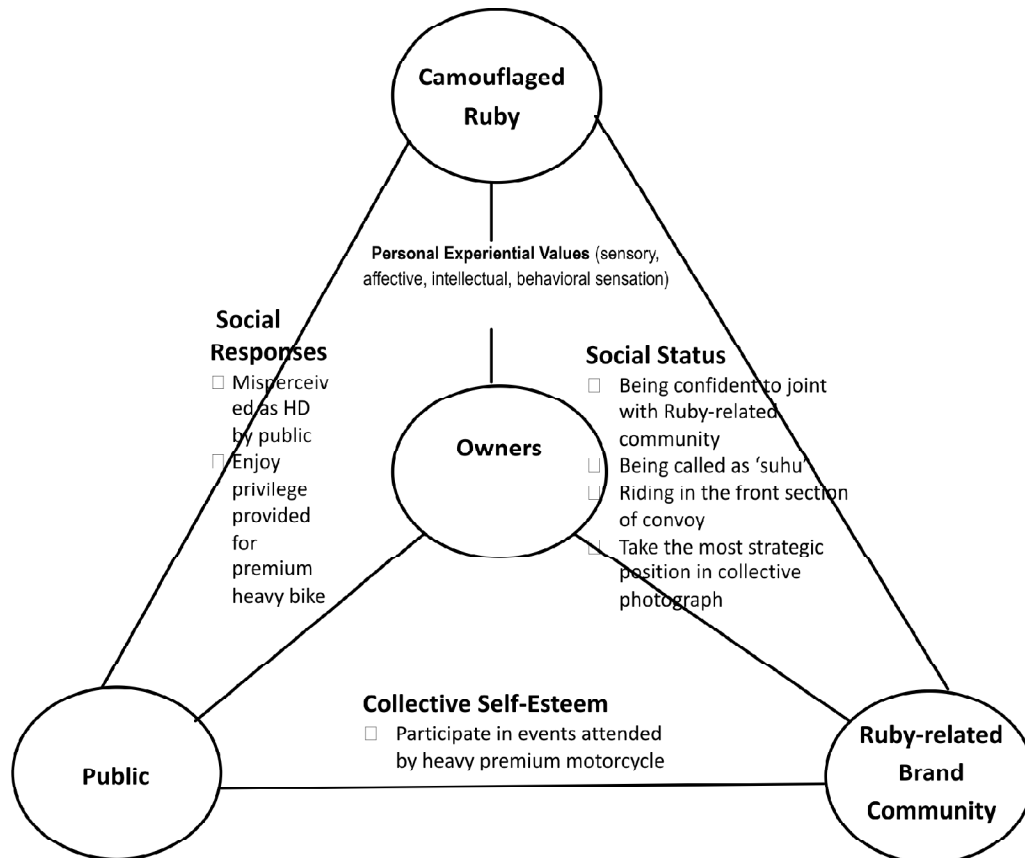 Camouflaged
Ruby
Personal Experiential Values (sensory,
affective, intellectual, behavioral sensation)
Social
Responses
□ Misperceiv
ed as HD
by public
□ Enjoy
privilege
provided
for
premium
heavy bike
Owners
Social Status
□ Being confident to joint
with Ruby-related
community
□ Being called as ‘suhu’
□ Riding in the front section
of convoy
□ Take the most strategic
position in collective
photograph
Collective Self-Esteem
□ Participate in events attended
by heavy premium motorcycle
Public
Ruby-related
Brand
Community